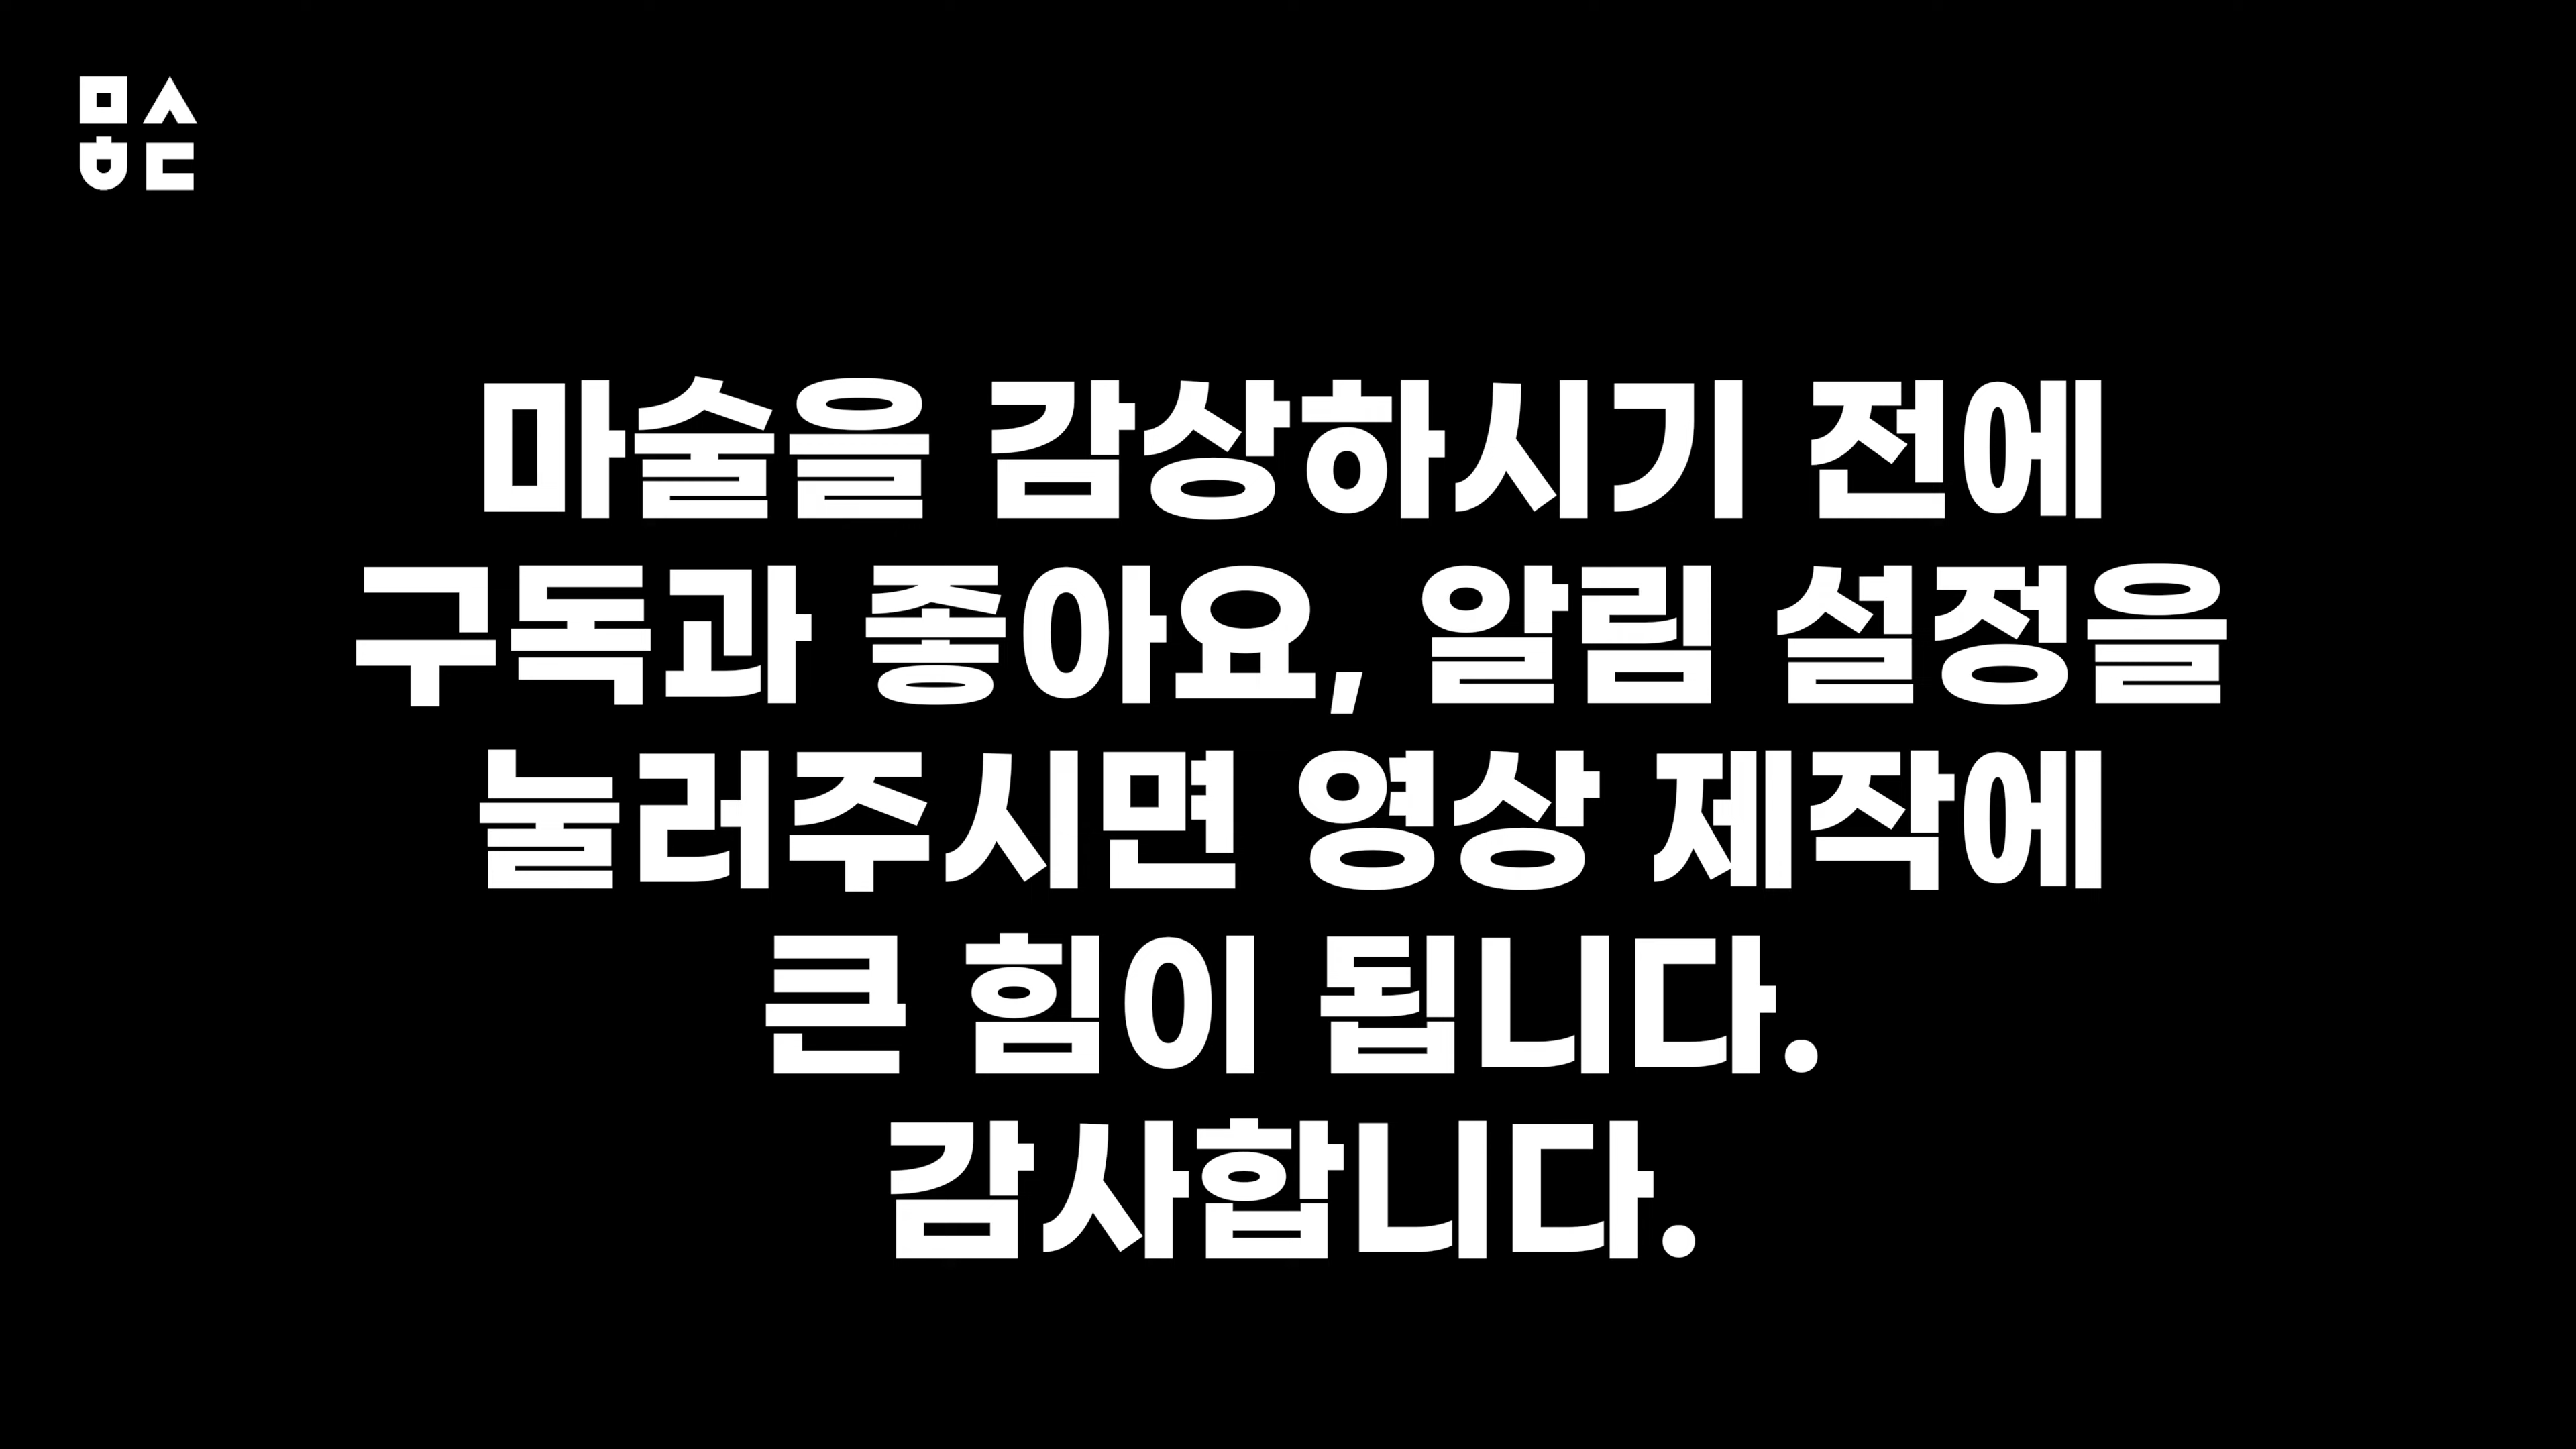 ㅁㅅ
ㅎㄷ
마술을 감상하시기 전에
구독과 좋아요, 알림 설정을
눌러주시면 영상 제작에
큰 힘이 됩니다.
감사합니다.